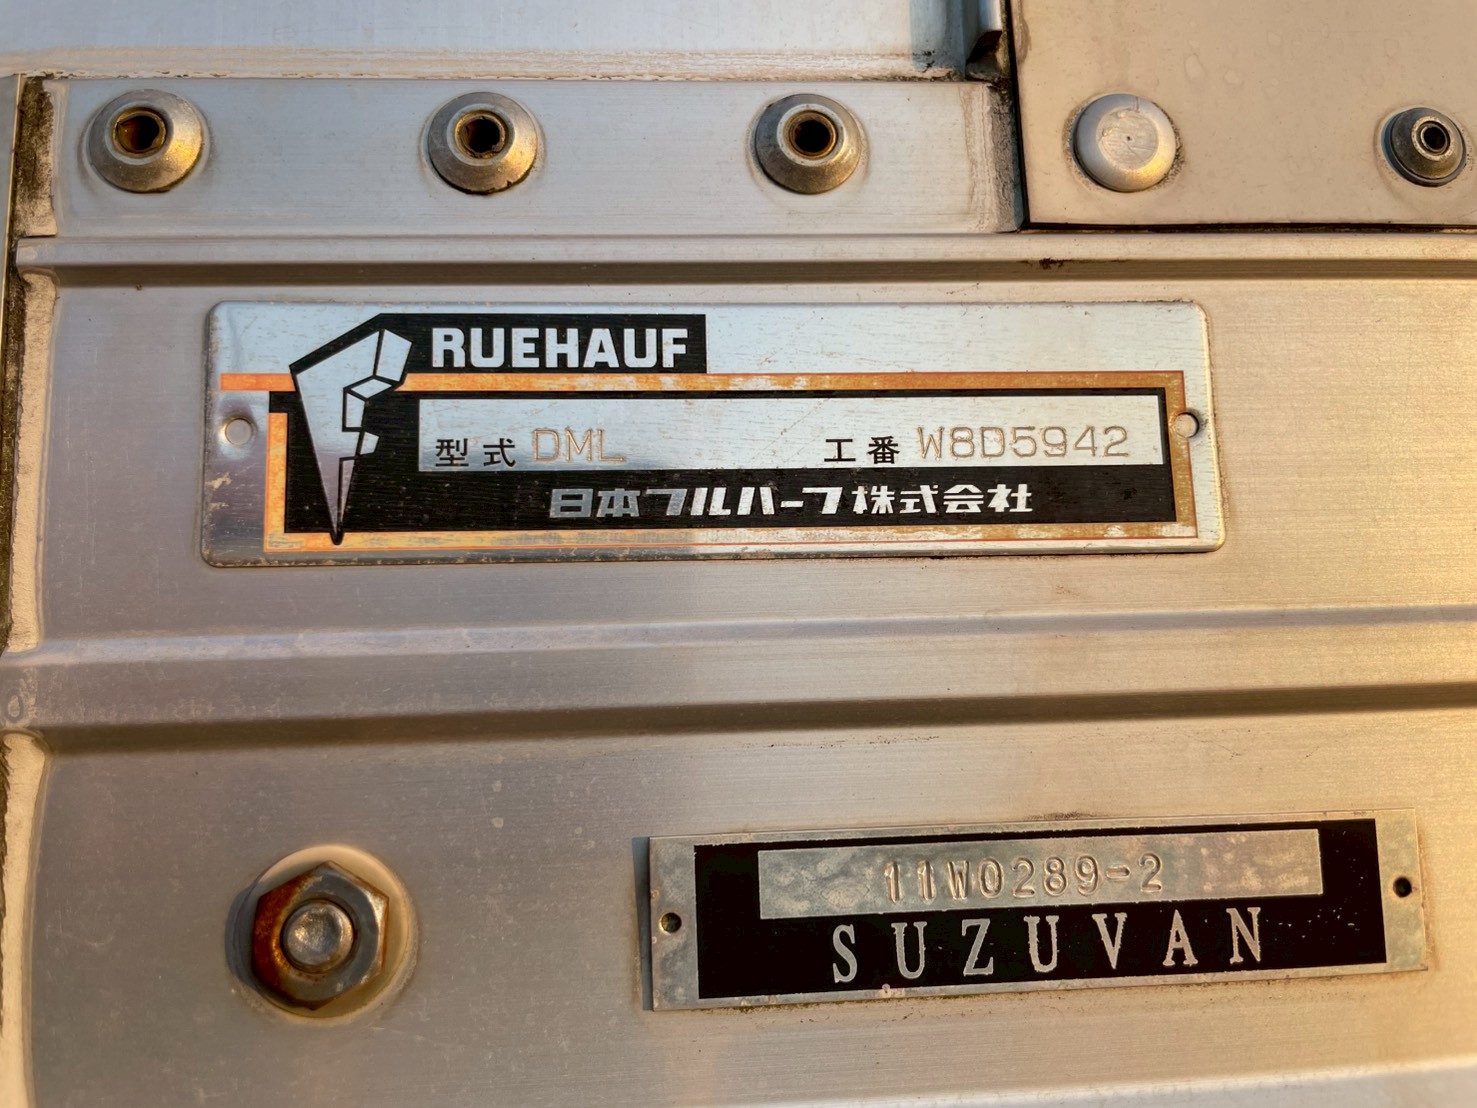 FRUEHAUF
型式 DML 工番 W8D5942
日本フルハーフ株式会社
11W0289-2
SUZUVAN